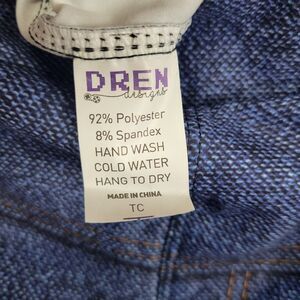 DREN
designs
92% Polyester
8% Spandex
HAND WASH
COLD WATER
HANG TO DRY
MADE IN CHINA
TC